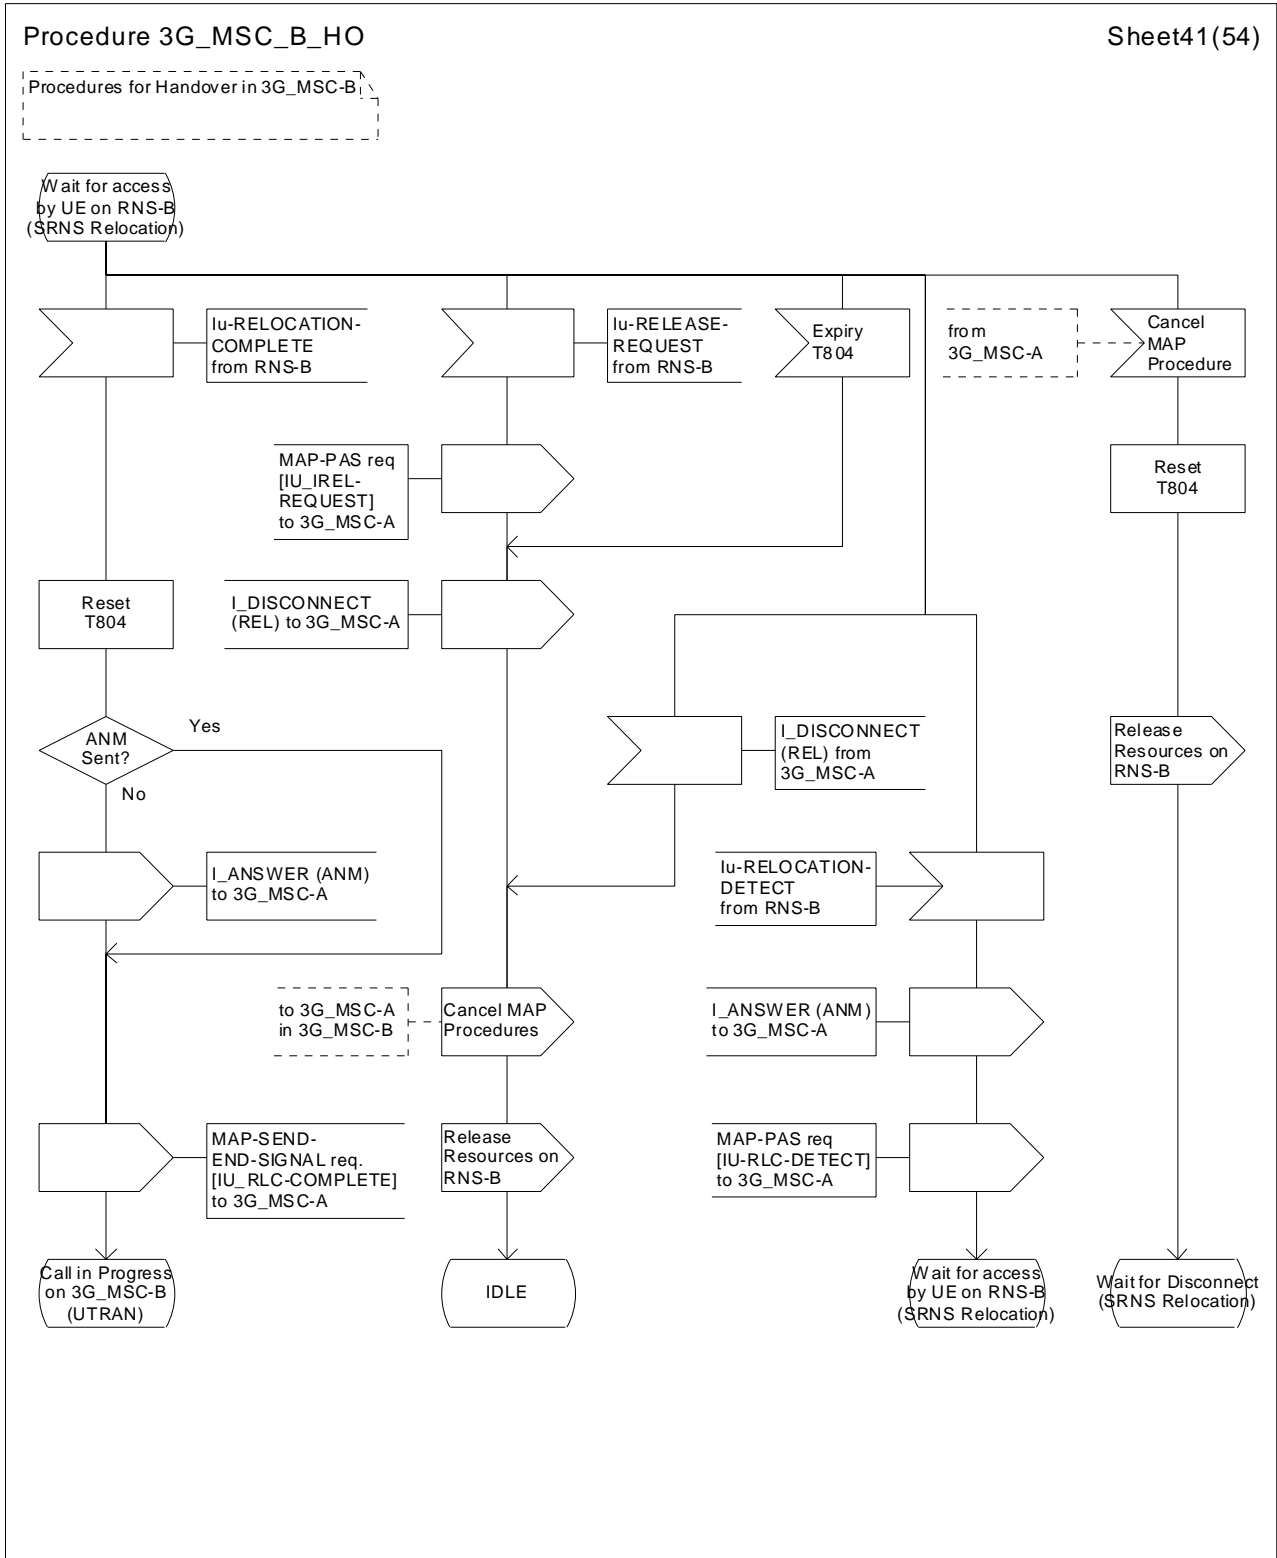 Procedure 3G_MSC_B_HO
Sheet41(54)
Procedures for Handover in 3G_MSC-B
Wait for access
by UE on RNS-B
(SRNS Relocation)
Iu-RELOCATION-
COMPLETE
from RNS-B
Iu-RELEASE-
REQUEST
from RNS-B
Expiry
T804
from
3G_MSC-A
Cancel
MAP
Procedure
MAP-PAS req
[IU_IREL-
REQUEST]
to 3G_MSC-A
Reset
T804
Reset
T804
I_DISCONNECT
(REL) to 3G_MSC-A
ANM
Sent?
Yes
No
I_DISCONNECT
(REL) from
3G_MSC-A
Release
Resources on
RNS-B
I_ANSWER (ANM)
to 3G_MSC-A
Iu-RELOCATION-
DETECT
from RNS-B
to 3G_MSC-A
in 3G_MSC-B
Cancel MAP
Procedures
I_ANSWER (ANM)
to 3G_MSC-A
MAP-SEND-
END-SIGNAL req.
[IU_RLC-COMPLETE]
to 3G_MSC-A
Release
Resources on
RNS-B
MAP-PAS req
[IU-RLC-DETECT]
to 3G_MSC-A
Call in Progress
on 3G_MSC-B
(UTRAN)
IDLE
Wait for access
by UE on RNS-B
(SRNS Relocation)
Wait for Disconnect
(SRNS Relocation)